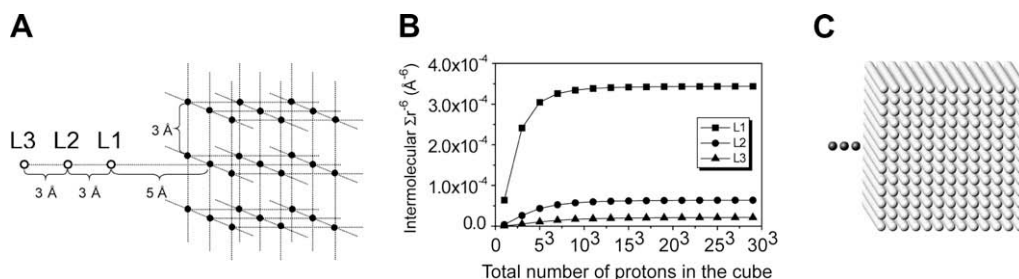 A
L3 L2 L1
3 Å
3 Å 3 Å 5 Å
B
Intermolecular Σr⁻⁶ (Å⁻⁶)
4.0x10⁻⁴
3.0x10⁻⁴
2.0x10⁻⁴
1.0x10⁻⁴
0.0
L1
L2
L3
0 5³ 10³ 15³ 20³ 25³ 30³
Total number of protons in the cube
C